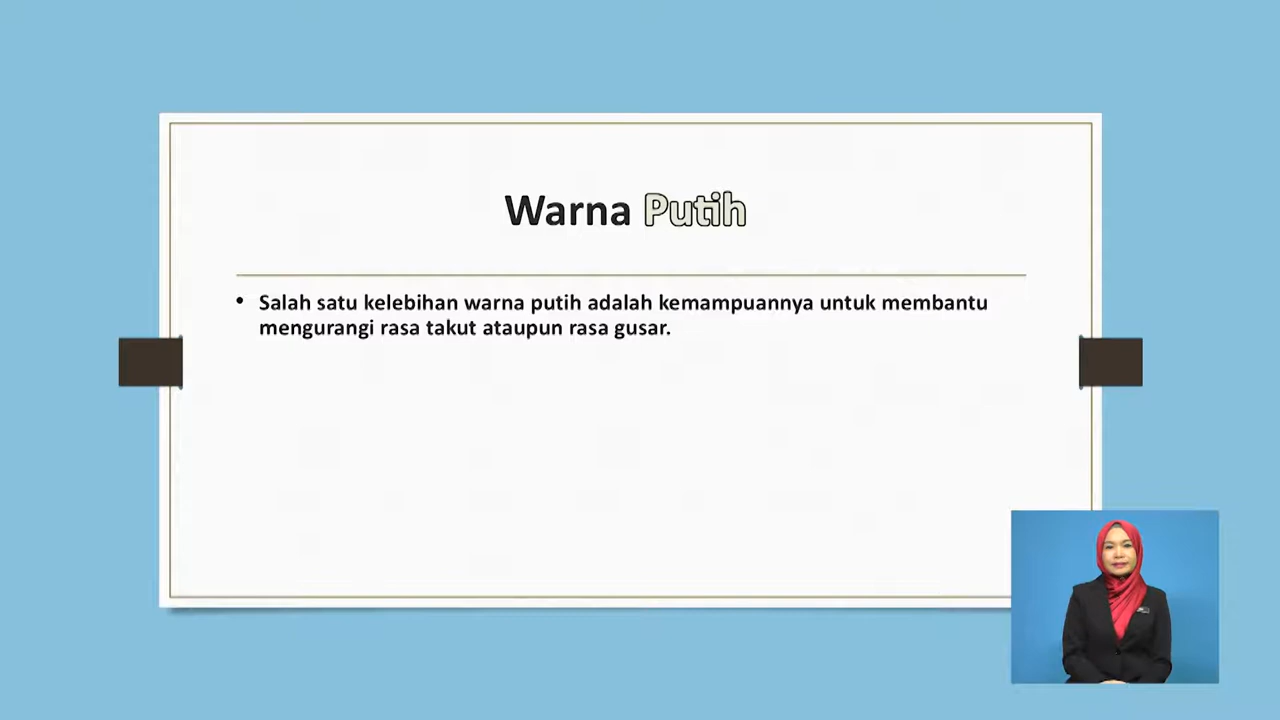 Warna Putih
• Salah satu kelebihan warna putih adalah kemampuannya untuk membantu
mengurangi rasa takut ataupun rasa gusar.